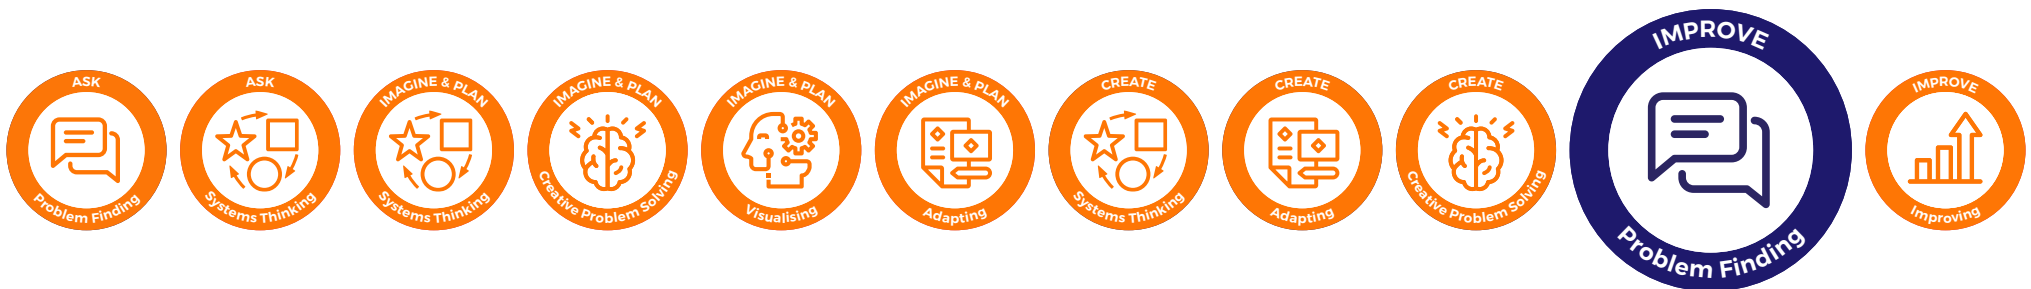 ASK
Problem Finding
ASK
Systems Thinking
IMAGINE & PLAN
Systems Thinking
IMAGINE & PLAN
Creative Problem Solving
IMAGINE & PLAN
Visualising
IMAGINE & PLAN
Adapting
CREATE
Systems Thinking
CREATE
Adapting
CREATE
Creative Problem Solving
IMPROVE
Problem Finding
IMPROVE
Improving